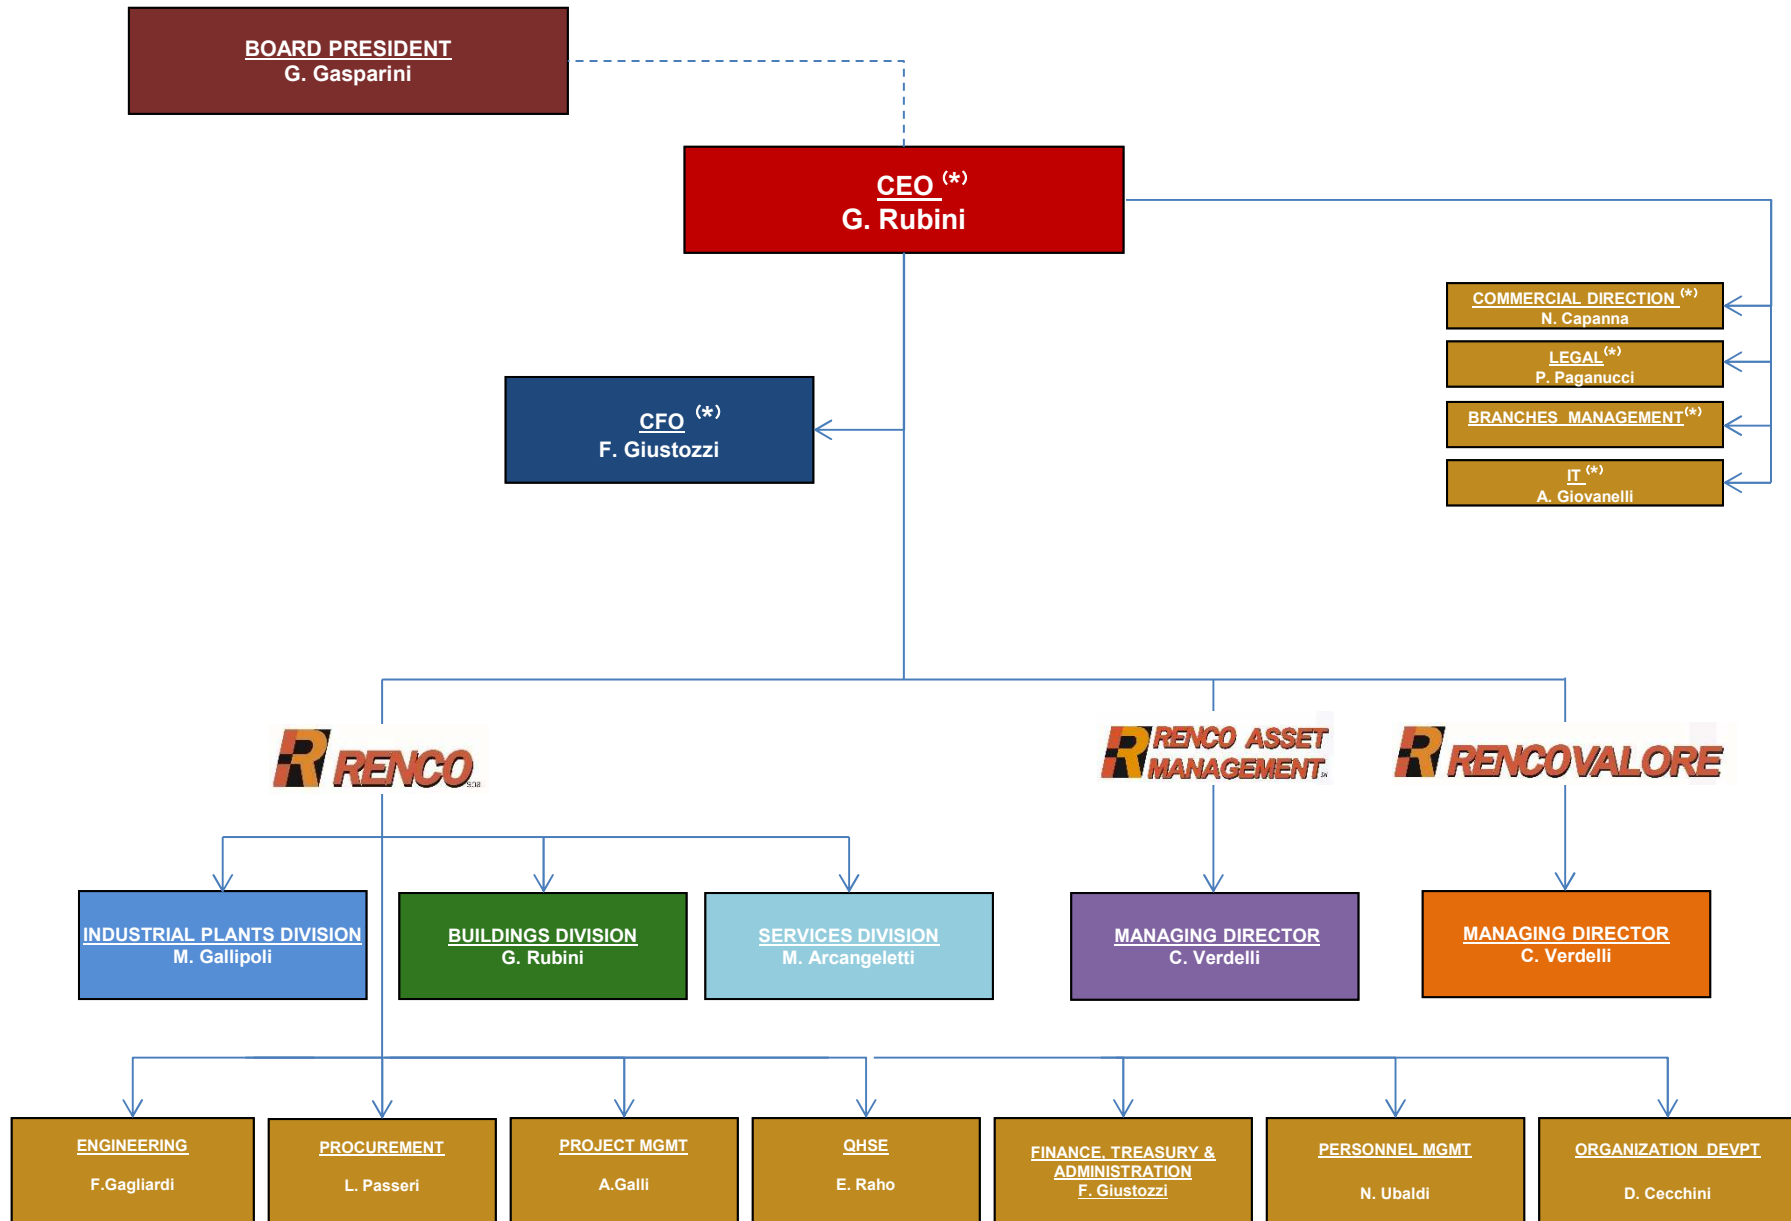 BOARD PRESIDENT
G. Gasparini
CEO (*)
G. Rubini
COMMERCIAL DIRECTION (*)
N. Capanna
LEGAL(*)
P. Paganucci
BRANCHES MANAGEMENT(*)
IT (*)
A. Giovanelli
CFO (*)
F. Giustozzi
R RENCO
R RENCO ASSET
MANAGEMENT
R RENCOVALORE
INDUSTRIAL PLANTS DIVISION
M. Gallipoli
BUILDINGS DIVISION
G. Rubini
SERVICES DIVISION
M. Arcangeletti
MANAGING DIRECTOR
C. Verdelli
MANAGING DIRECTOR
C. Verdelli
ENGINEERING
F.Gagliardi
PROCUREMENT
L. Passeri
PROJECT MGMT
A.Galli
QHSE
E. Raho
FINANCE, TREASURY &
ADMINISTRATION
F. Giustozzi
PERSONNEL MGMT
N. Ubaldi
ORGANIZATION DEVPT
D. Cecchini